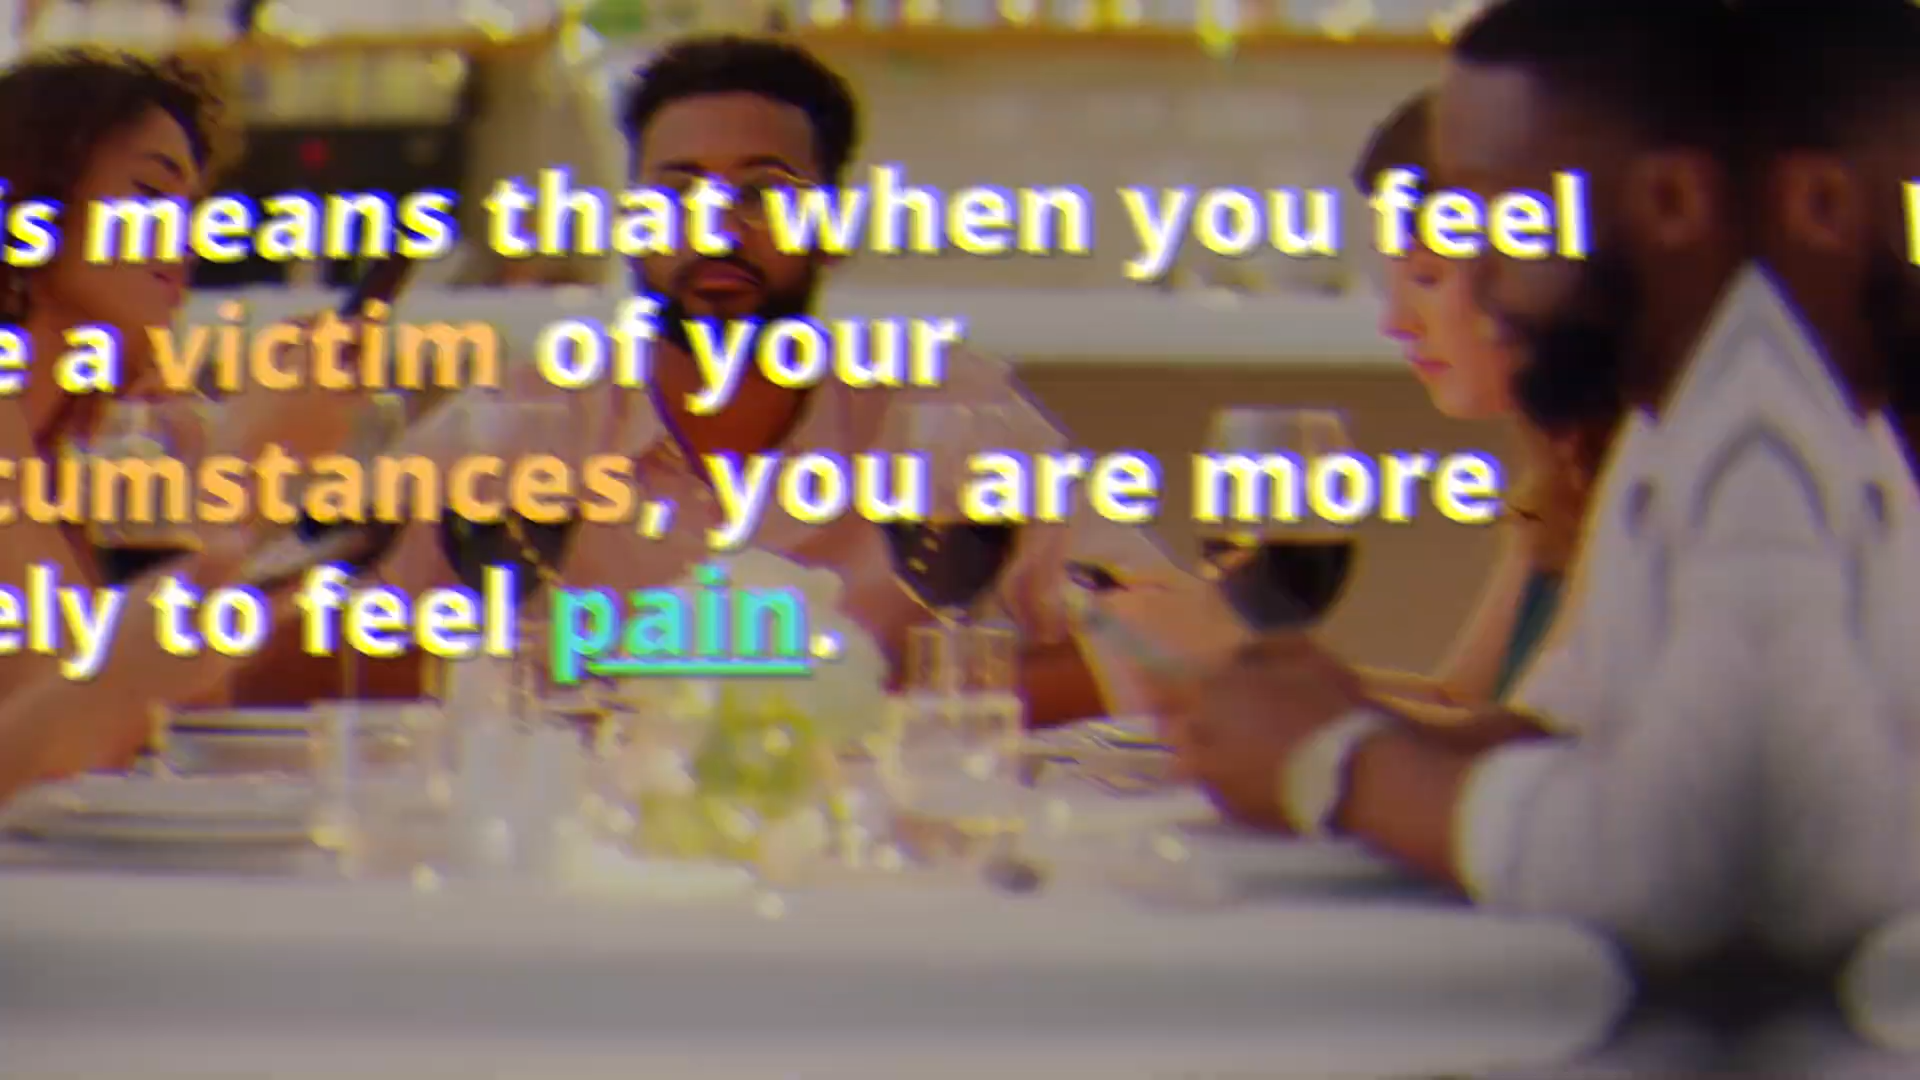 is means that when you feel
e a victim of your
cumstances, you are more
ely to feel pain.